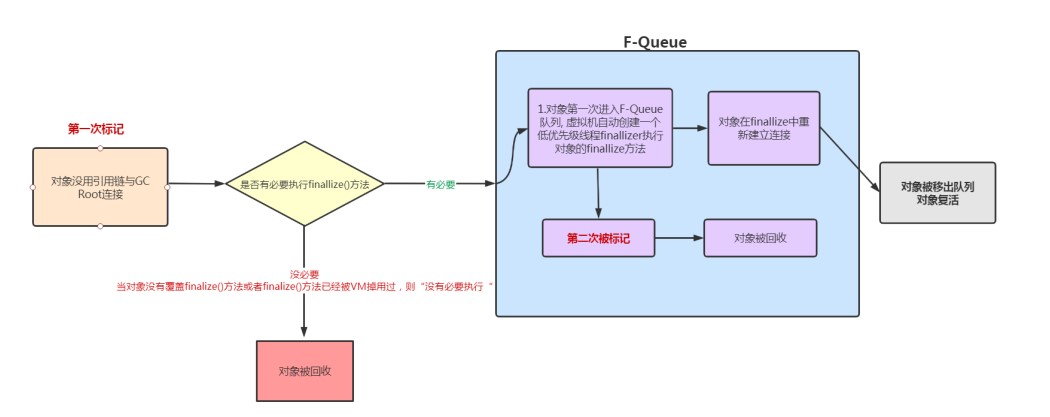 F-Queue
第一次标记
对象没用引用链与GC
Root连接
是否有必要执行finallize()方法
有必要
1.对象第一次进入F-Queue
队列, 虚拟机自动创建一个
低优先级线程finallizer执行
对象的finallize方法
对象在finallize中重
新建立连接
对象被移出队列
对象复活
第二次被标记
对象被回收
没必要
当对象没有覆盖finalize()方法或者finalize()方法已经被VM掉用过，则“没有必要执行“
对象被回收